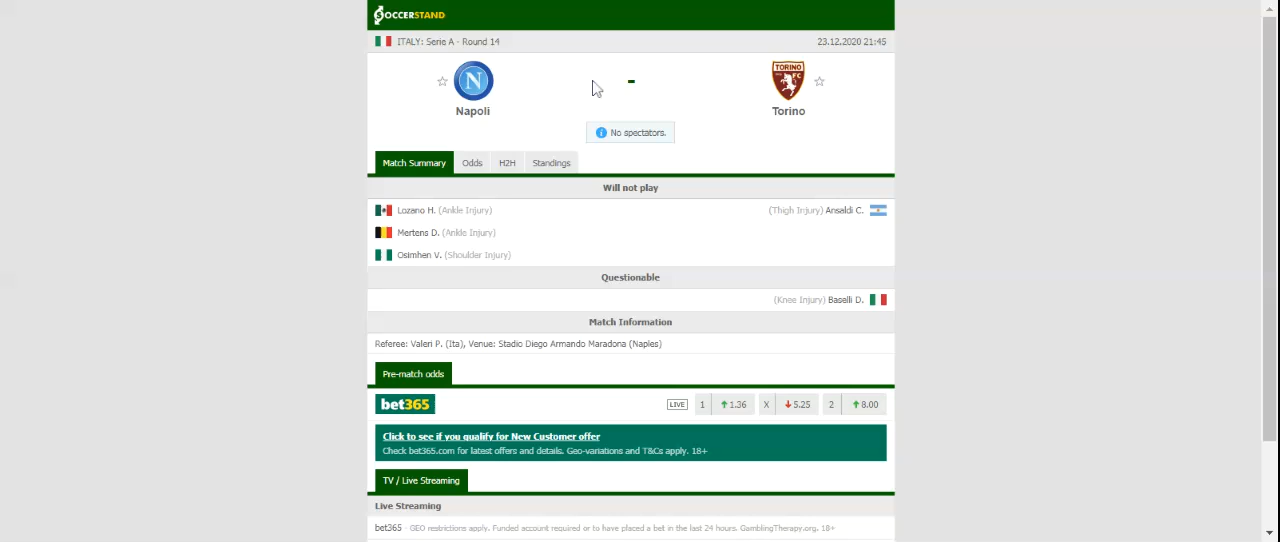 SOCCERSTAND
ITALY: Serie A - Round 14 23.12.2020 21:45
N TORINO FC
Napoli - Torino
No spectators.
Match Summary Odds H2H Standings
Will not play
Lozano H. (Ankle Injury) (Thigh Injury) Ansaldi C.
Mertens D. (Ankle Injury)
Osimhen V. (Shoulder Injury)
Questionable
(Knee Injury) Baselli D.
Match Information
Referee: Valeri P. (Ita), Venue: Stadio Diego Armando Maradona (Naples)
Pre-match odds
bet365 LIVE 1 1.36 X 5.25 2 8.00
Click to see if you qualify for New Customer offer
Check bet365.com for latest offers and details. Geo-variations and T&Cs apply. 18+
TV / Live Streaming
Live Streaming
bet365 - GEO restrictions apply. Funded account required or to have placed a bet in the last 24 hours. GamblingTherapy.org. 18+